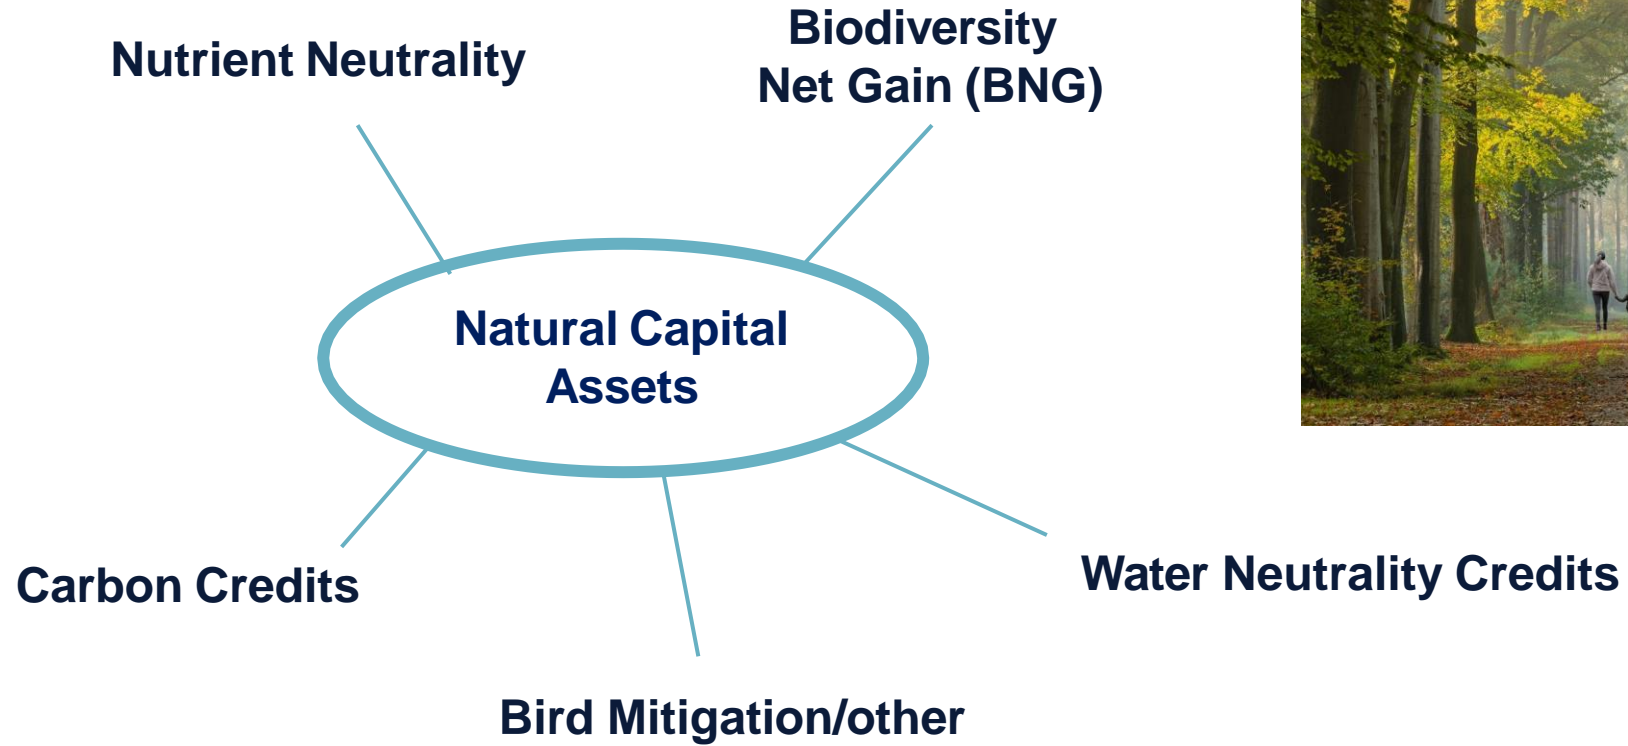 Nutrient Neutrality
Biodiversity
Net Gain (BNG)
Natural Capital
Assets
Carbon Credits
Water Neutrality Credits
Bird Mitigation/other